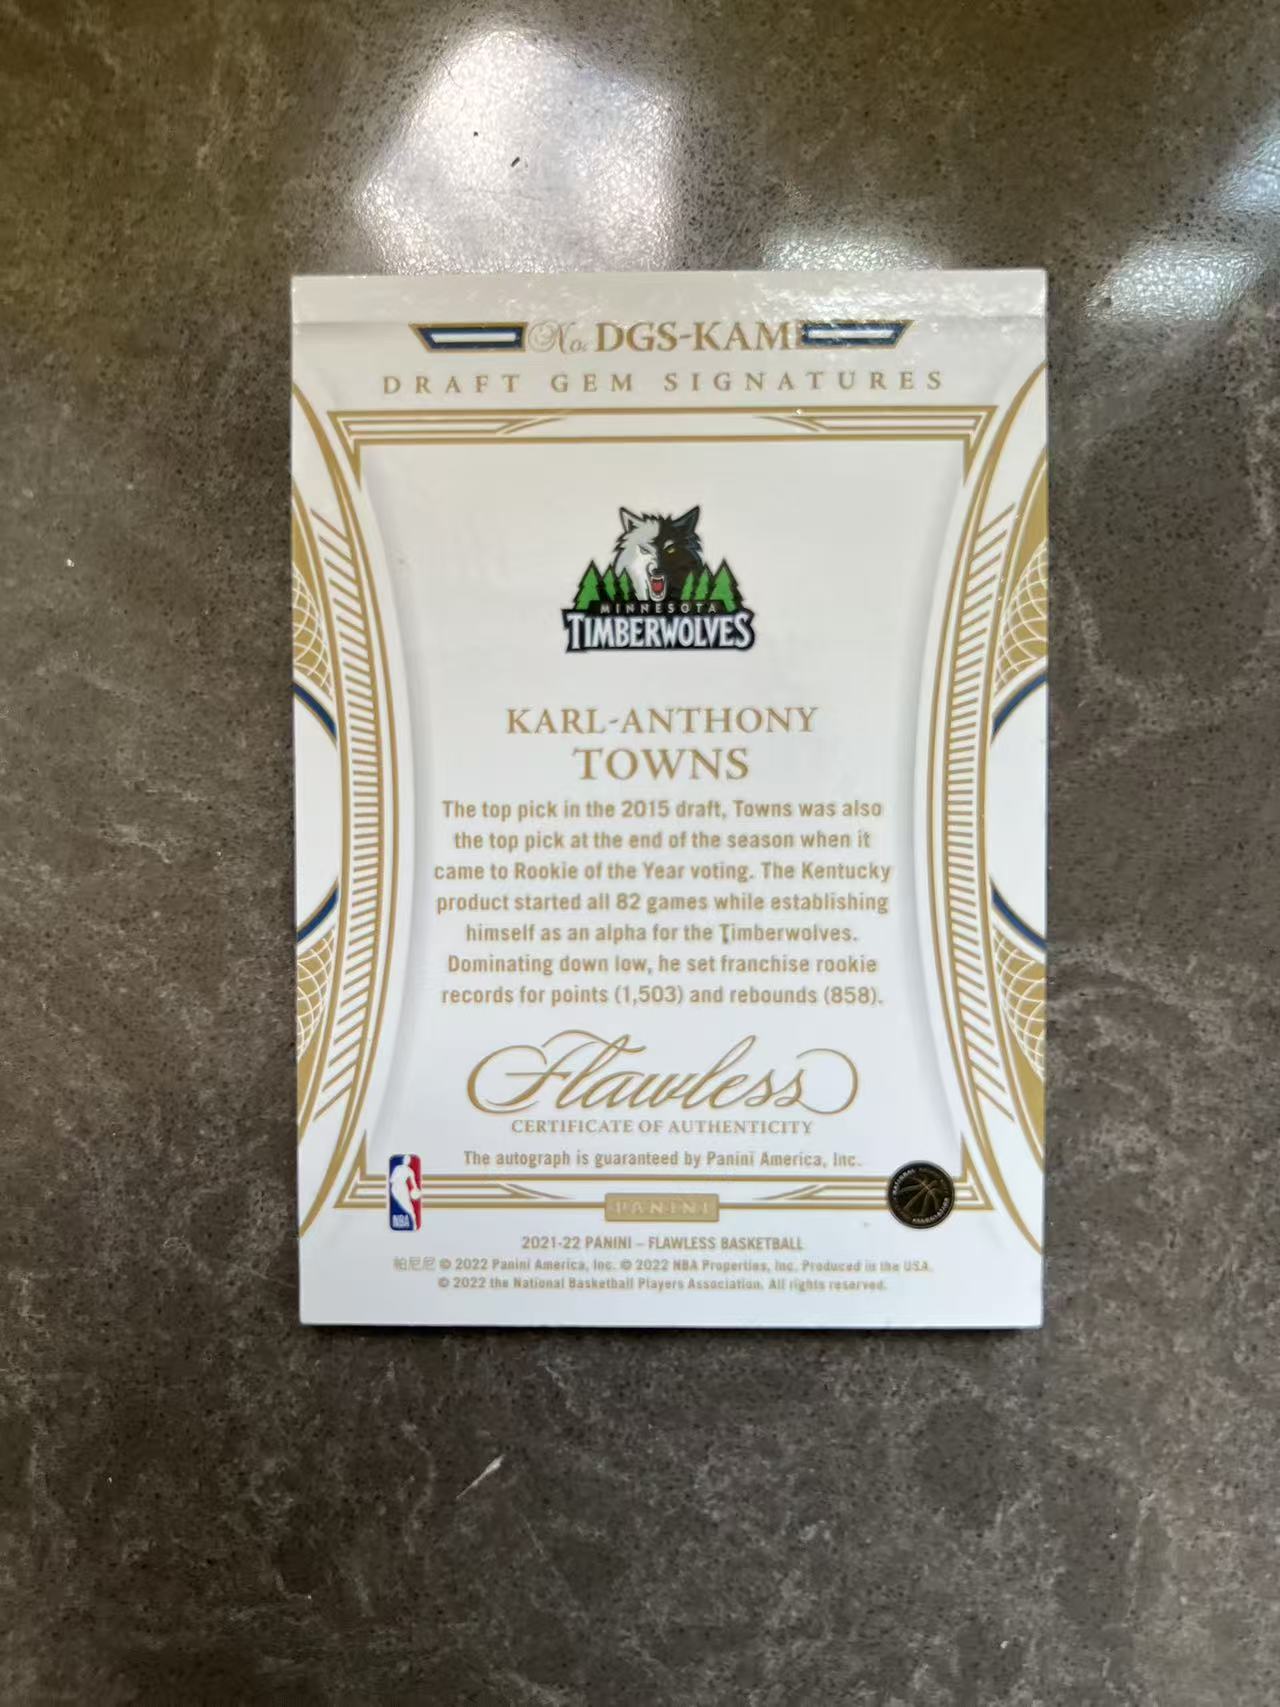 No. DGS-KAM
DRAFT GEM SIGNATURES
MINNESOTA
TIMBERWOLVES
KARL-ANTHONY
TOWNS
The top pick in the 2015 draft, Towns was also
the top pick at the end of the season when it
came to Rookie of the Year voting. The Kentucky
product started all 82 games while establishing
himself as an alpha for the Timberwolves.
Dominating down low, he set franchise rookie
records for points (1,503) and rebounds (858).
Flawless
CERTIFICATE OF AUTHENTICITY
The autograph is guaranteed by Panini America, Inc.
NBA
PANINI
2021-22 PANINI – FLAWLESS BASKETBALL
帕尼尼 © 2022 Panini America, Inc. © 2022 NBA Properties, Inc. Produced in the USA.
© 2022 the National Basketball Players Association. All rights reserved.